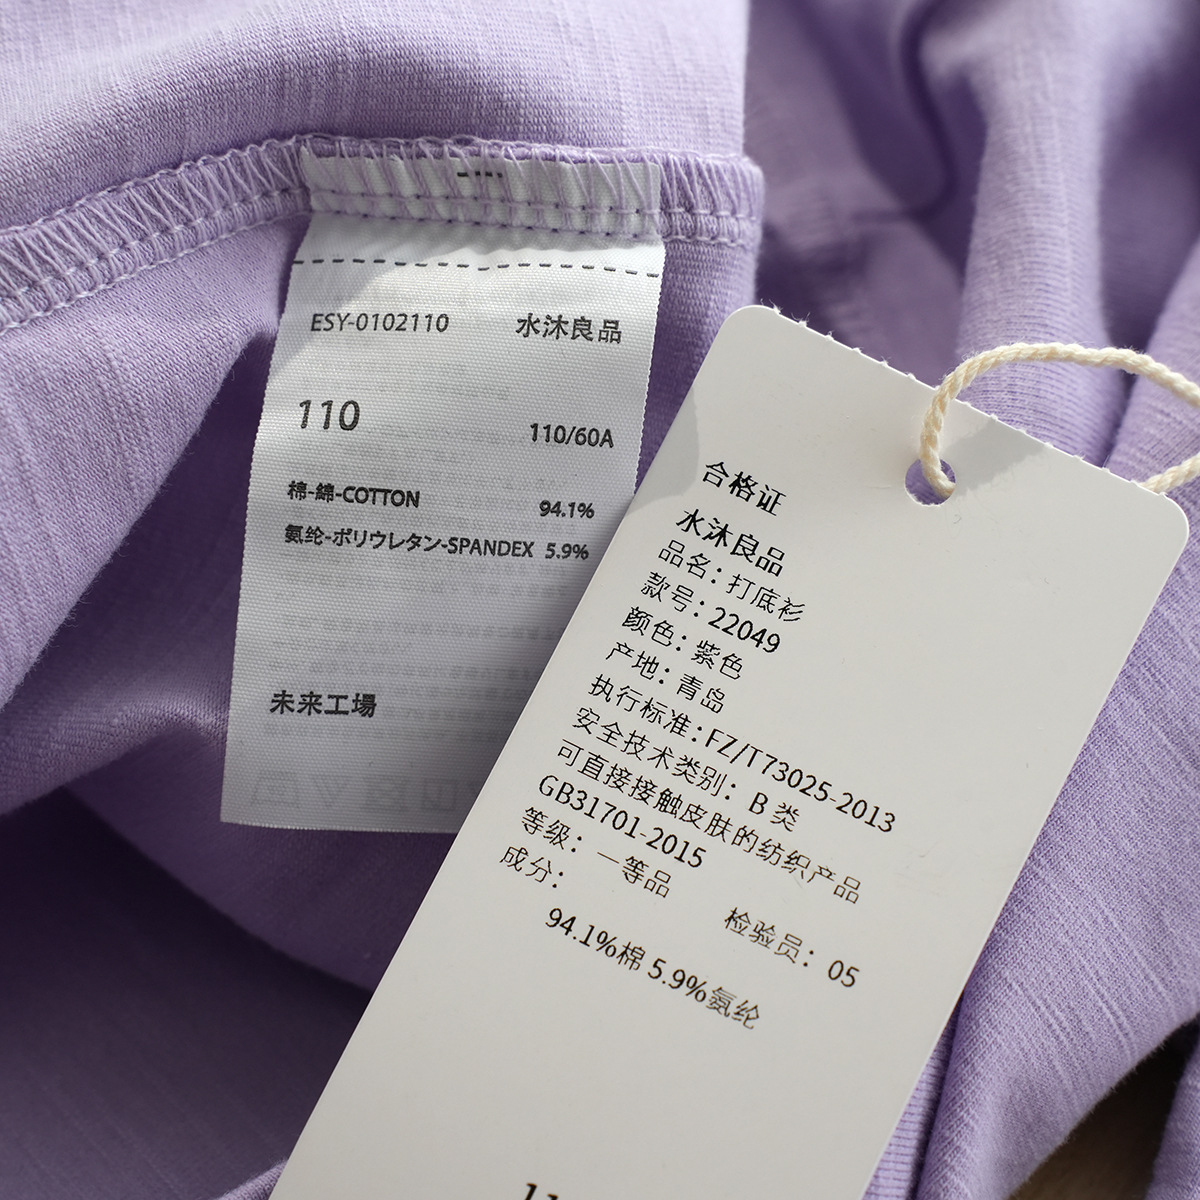 ESY-0102110 水沐良品
110 110/60A
棉-綿-COTTON 94.1%
氨纶-ポリウレタン-SPANDEX 5.9%
未来工場
合格证
水沐良品
品名：打底衫
款号：22049
颜色：紫色
产地：青岛
执行标准：FZ/T73025-2013
安全技术类别：B 类
可直接接触皮肤的纺织产品
GB31701-2015
等级：一等品 检验员：05
成分：
94.1%棉 5.9%氨纶